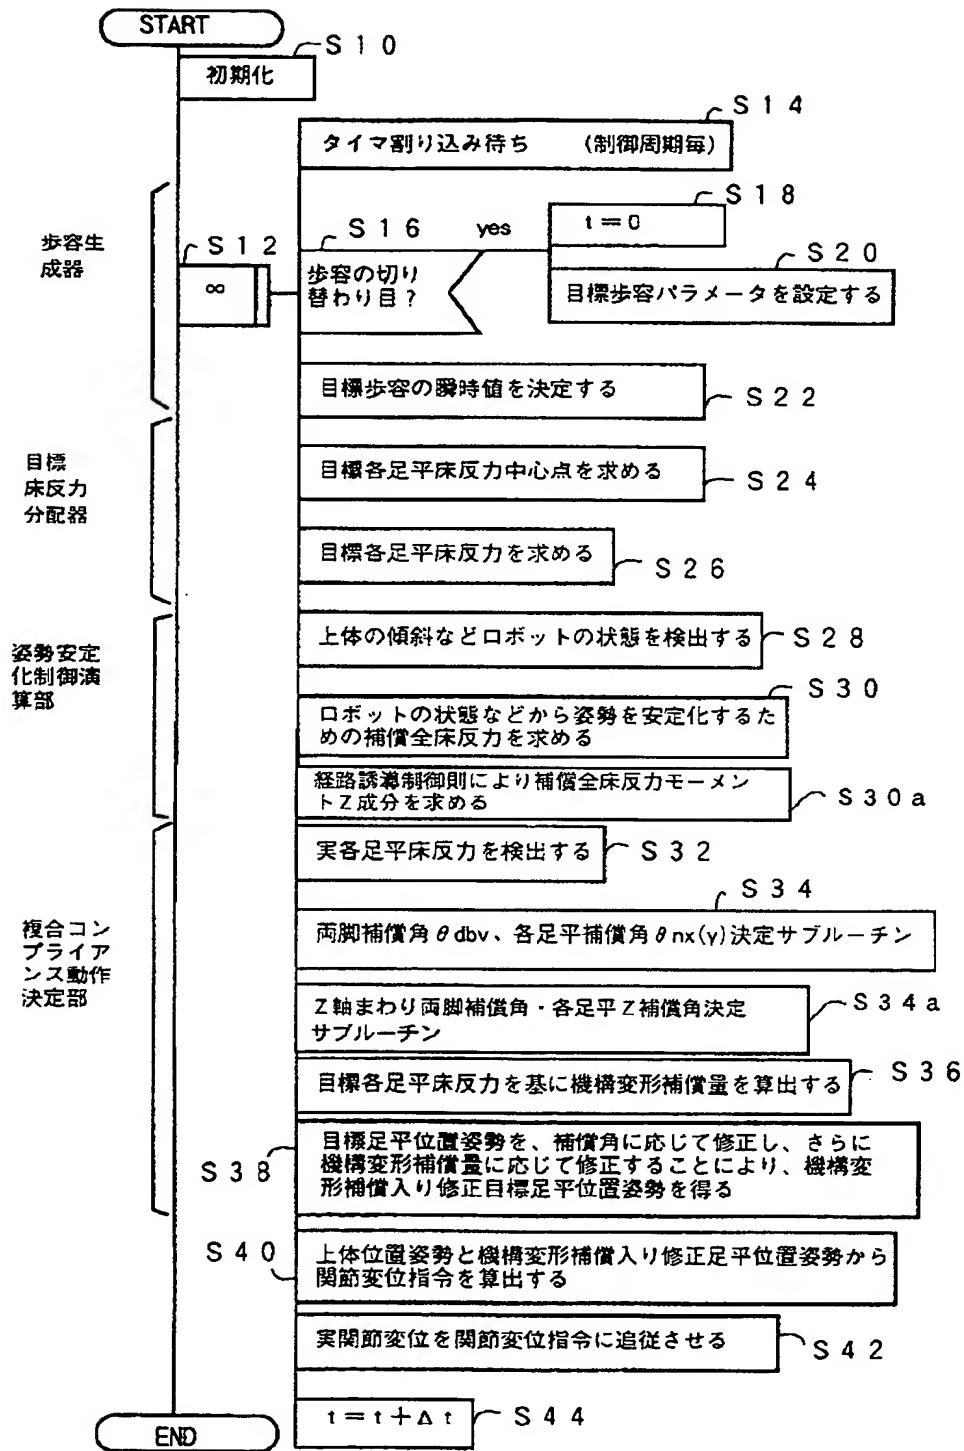 START
S10
初期化
S14
タイマ割り込み待ち (制御周期毎)
S18
t=0
歩容生
成器
S12
∞
S16
yes
歩容の切り
替わり目？
S20
目標歩容パラメータを設定する
目標歩容の瞬時値を決定する
S22
目標
床反力
分配器
目標各足平床反力中心点を求める
S24
目標各足平床反力を求める
S26
姿勢安定
化制御演
算部
上体の傾斜などロボットの状態を検出する
S28
S30
ロボットの状態などから姿勢を安定化するた
めの補償全床反力を求める
経路誘導制御則により補償全床反力モーメン
トZ成分を求める
S30a
複合コン
プライア
ンス動作
決定部
実各足平床反力を検出する
S32
S34
両脚補償角θdbv、各足平補償角θnx(y)決定サブルーチン
Z軸まわり両脚補償角・各足平Z補償角決定
サブルーチン
S34a
目標各足平床反力を基に機構変形補償量を算出する
S36
S38
目標足平位置姿勢を、補償角に応じて修正し、さらに
機構変形補償量に応じて修正することにより、機構変
形補償入り修正目標足平位置姿勢を得る
S40
上体位置姿勢と機構変形補償入り修正足平位置姿勢から
関節変位指令を算出する
実関節変位を関節変位指令に追従させる
S42
t=t+Δt
S44
END